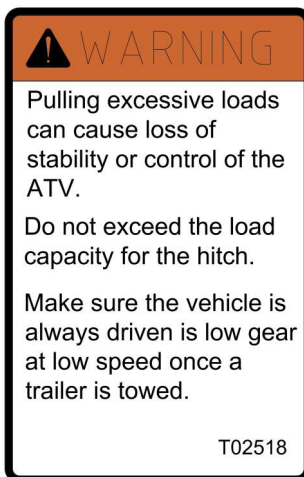 WARNING
Pulling excessive loads
can cause loss of
stability or control of the
ATV.
Do not exceed the load
capacity for the hitch.
Make sure the vehicle is
always driven is low gear
at low speed once a
trailer is towed.
T02518